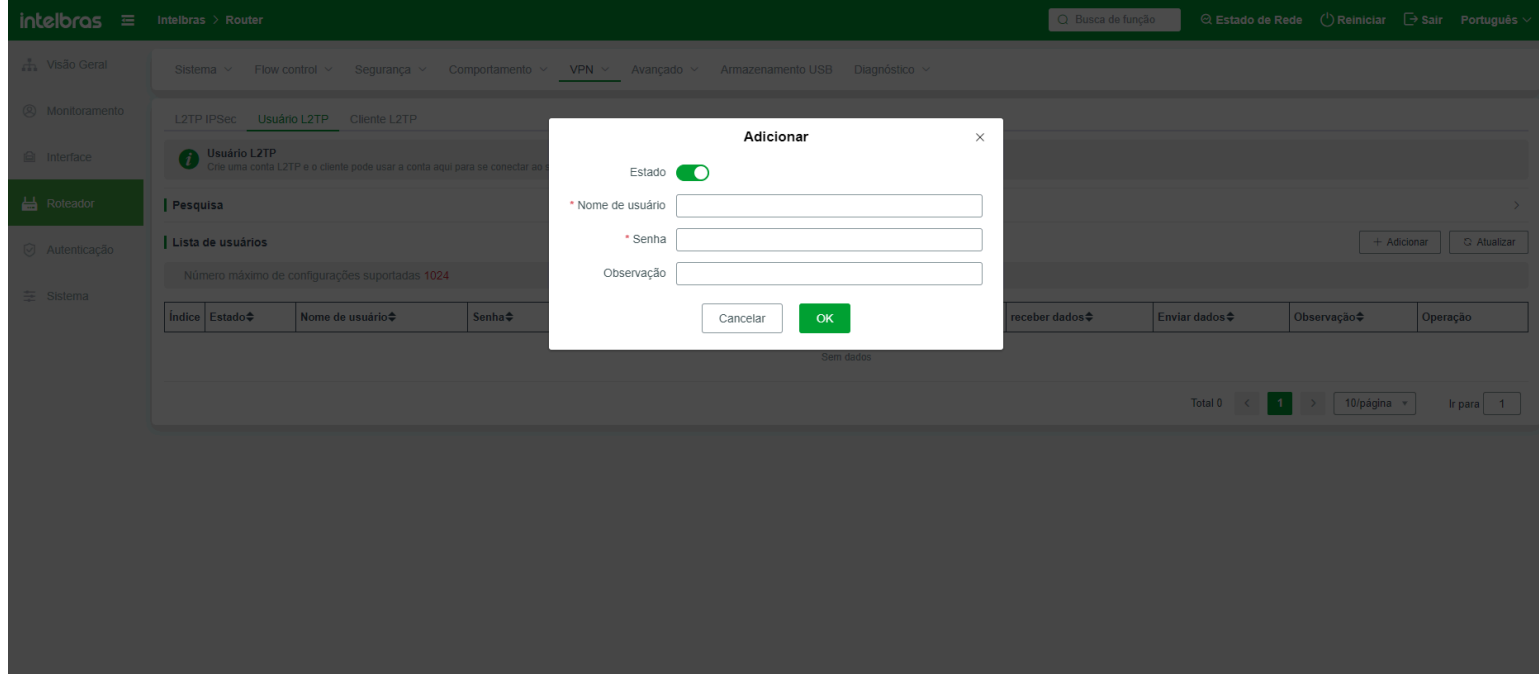 intelbras Intelbras > Router Busca de função Estado de Rede Reiniciar Sair Português
Visão Geral
Monitoramento
Interface
Roteador
Autenticação
Sistema
Sistema Flow control Segurança Comportamento VPN Avançado Armazenamento USB Diagnóstico
L2TP IPSec Usuário L2TP Cliente L2TP
Usuário L2TP
Crie uma conta L2TP e o cliente pode usar a conta aqui para se conectar ao
Pesquisa
Lista de usuários
+ Adicionar Atualizar
Número máximo de configurações suportadas 1024
Índice Estado Nome de usuário Senha receber dados Enviar dados Observação Operação
Sem dados
Total 0 < 1 > 10/página Ir para 1
Adicionar ×
Estado
* Nome de usuário
* Senha
Observação
Cancelar OK